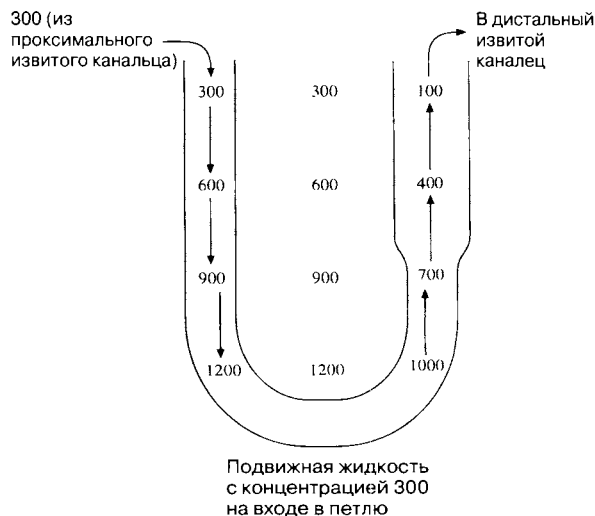 300 (из
проксимального
извитого канальца)
В дистальный
извитой
каналец
300 300 100
600 600 400
900 900 700
1200 1200 1000
Подвижная жидкость
с концентрацией 300
на входе в петлю